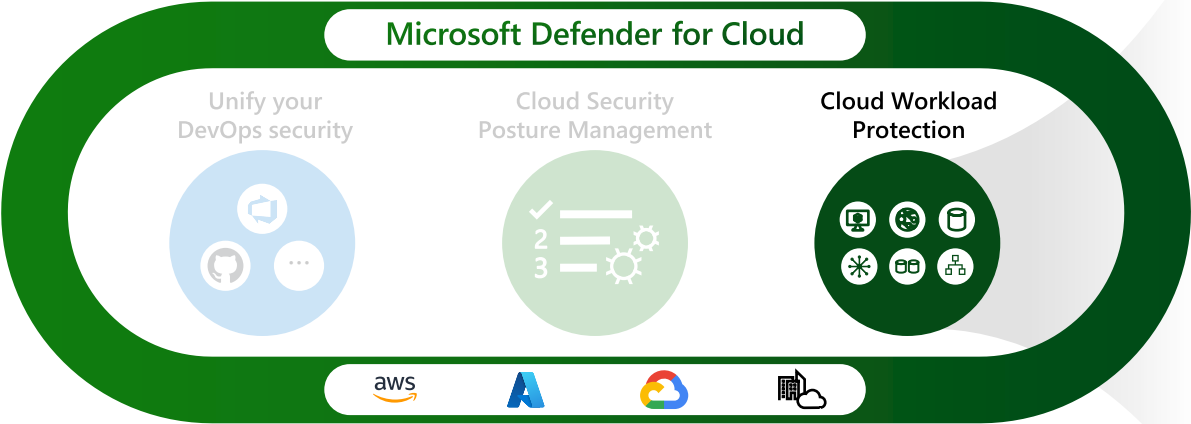 Microsoft Defender for Cloud
Unify your
DevOps security
Cloud Security
Posture Management
Cloud Workload
Protection
2
3
aws